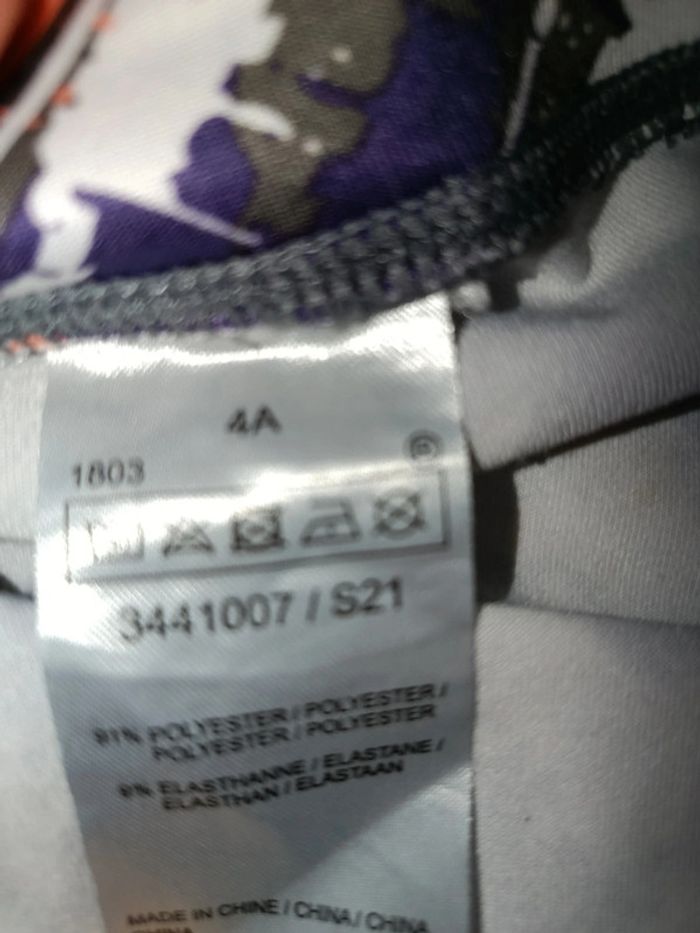 4A
1803
®
3441007 / S21
91% POLYESTER / POLYESTER /
POLYESTER / POLYESTER
9% ELASTHANNE / ELASTANE /
ELASTHAN / ELASTAAN
MADE IN CHINE / CHINA / CHINA
CHINA